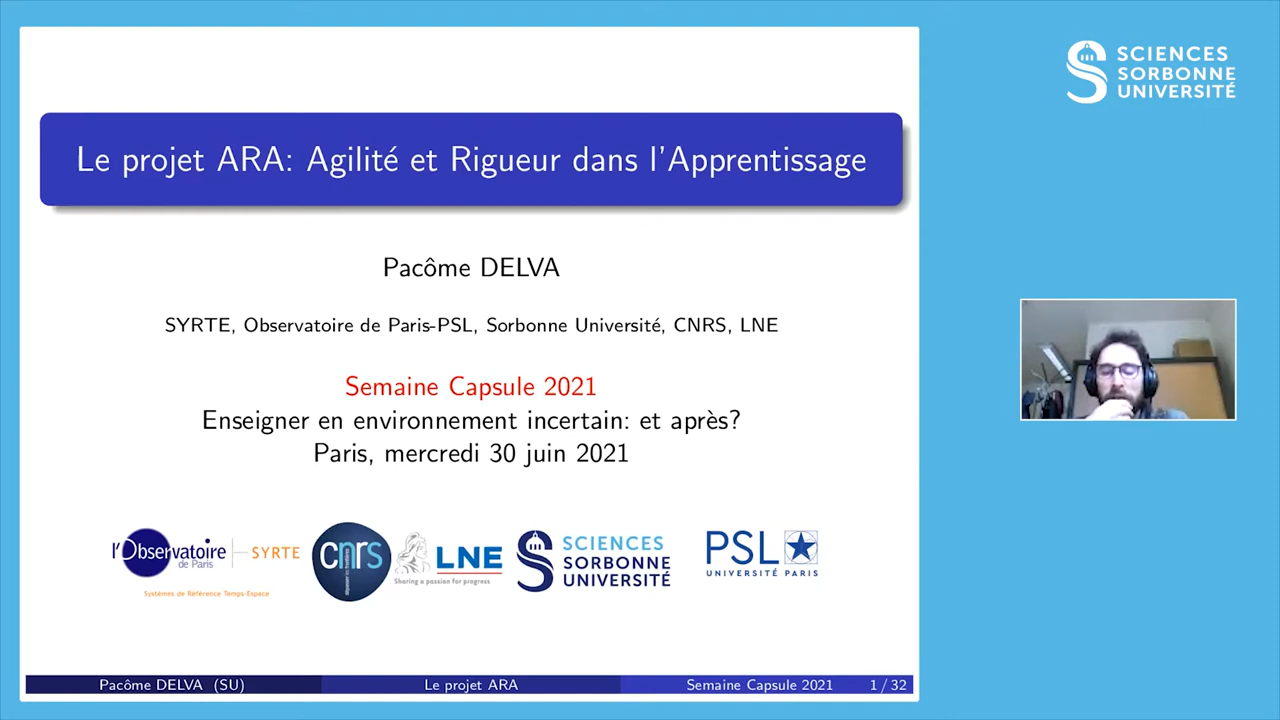 SCIENCES
SORBONNE
UNIVERSITÉ
Le projet ARA: Agilité et Rigueur dans l'Apprentissage
Pacôme DELVA
SYRTE, Observatoire de Paris-PSL, Sorbonne Université, CNRS, LNE
Semaine Capsule 2021
Enseigner en environnement incertain: et après?
Paris, mercredi 30 juin 2021
l'Observatoire
de Paris
SYRTE
Systèmes de Référence Temps-Espace
cnrs
dépasser les frontières
LNE
Sharing a passion for progress
SCIENCES
SORBONNE
UNIVERSITÉ
PSL
UNIVERSITÉ PARIS
Pacôme DELVA (SU)
Le projet ARA
Semaine Capsule 2021
1 / 32